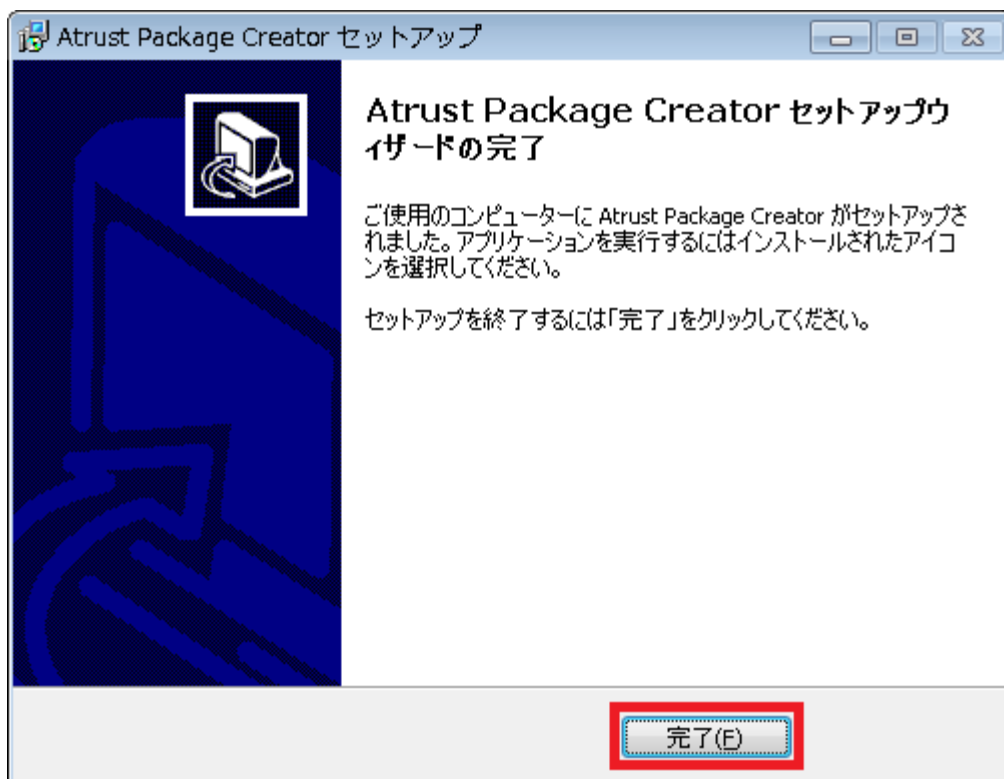 Atrust Package Creator セットアップ
Atrust Package Creator セットアップウ
ィザードの完了
ご使用のコンピューターに Atrust Package Creator がセットアップさ
れました。アプリケーションを実行するにはインストールされたアイコ
ンを選択してください。
セットアップを終了するには「完了」をクリックしてください。
完了(F)